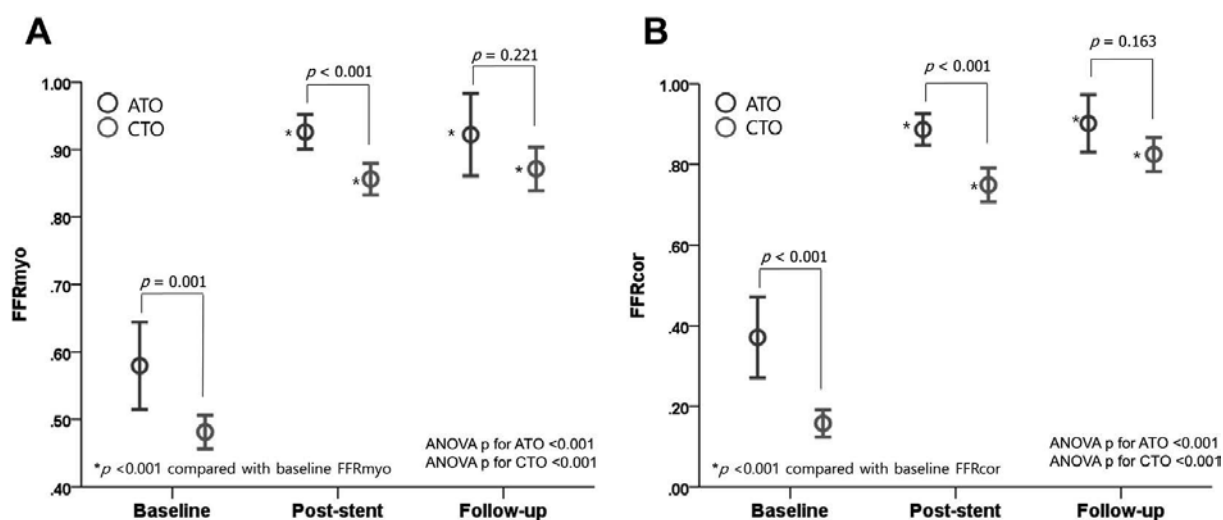 A
p < 0.001
p = 0.221
1.00
ATO
CTO
*
*
.90
*
*
.80
FFRmyo
.70
p = 0.001
.60
.50
ANOVA p for ATO <0.001
*p <0.001 compared with baseline FFRmyo
ANOVA p for CTO <0.001
.40
Baseline
Post-stent
Follow-up
B
p < 0.001
p = 0.163
1.00
ATO
CTO
*
*
*
.80
*
FFRcor
.60
p < 0.001
.40
.20
ANOVA p for ATO <0.001
*p <0.001 compared with baseline FFRcor
ANOVA p for CTO <0.001
.00
Baseline
Post-stent
Follow-up